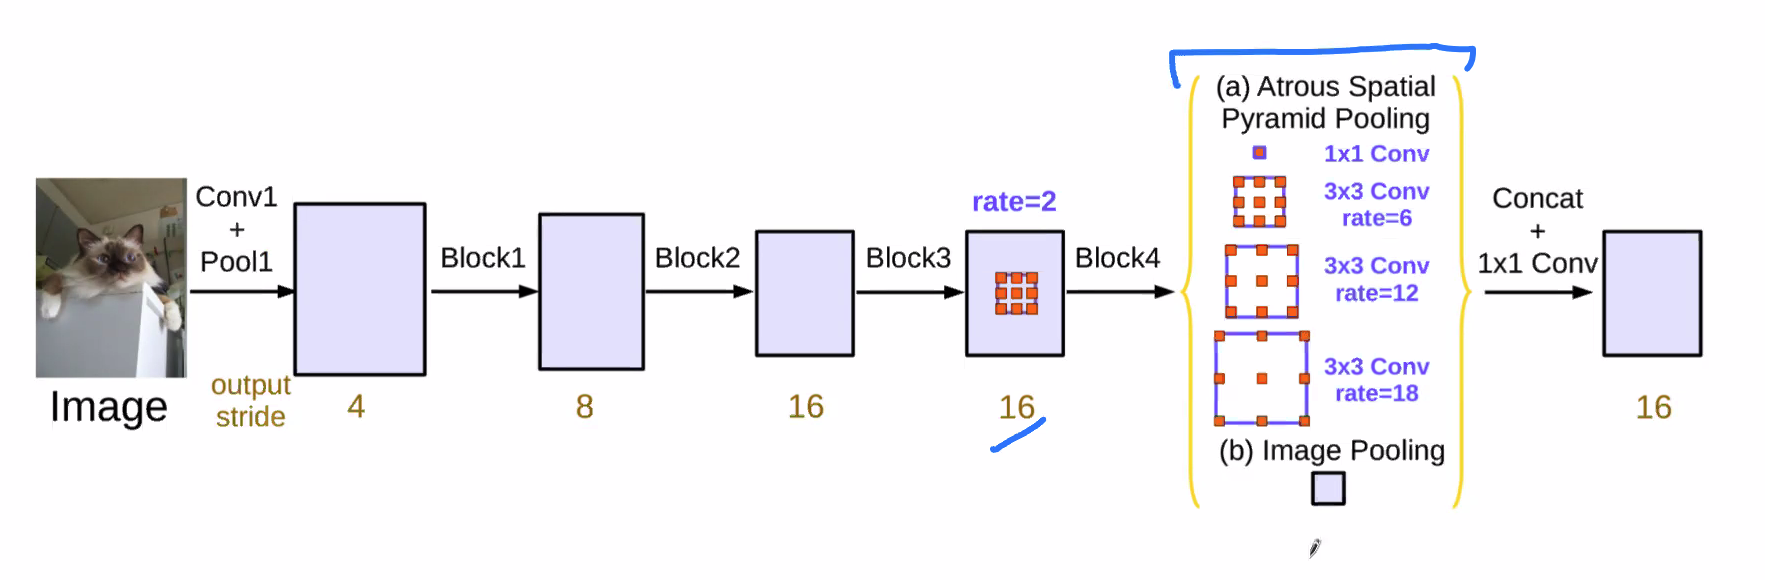 Image
Conv1
+
Pool1
output
stride
4
Block1
8
Block2
16
Block3
rate=2
16
Block4
(a) Atrous Spatial
Pyramid Pooling
1x1 Conv
3x3 Conv
rate=6
3x3 Conv
rate=12
3x3 Conv
rate=18
(b) Image Pooling
Concat
+
1x1 Conv
16